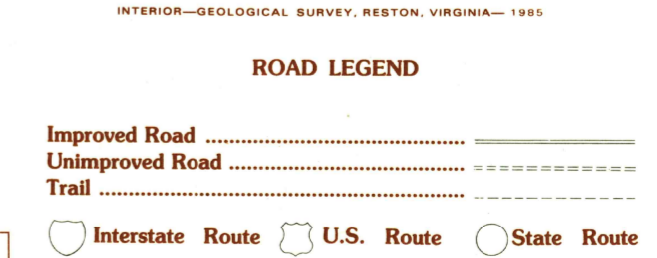 INTERIOR—GEOLOGICAL SURVEY, RESTON, VIRGINIA— 1985
ROAD LEGEND
Improved Road
Unimproved Road
Trail
Interstate Route U.S. Route State Route